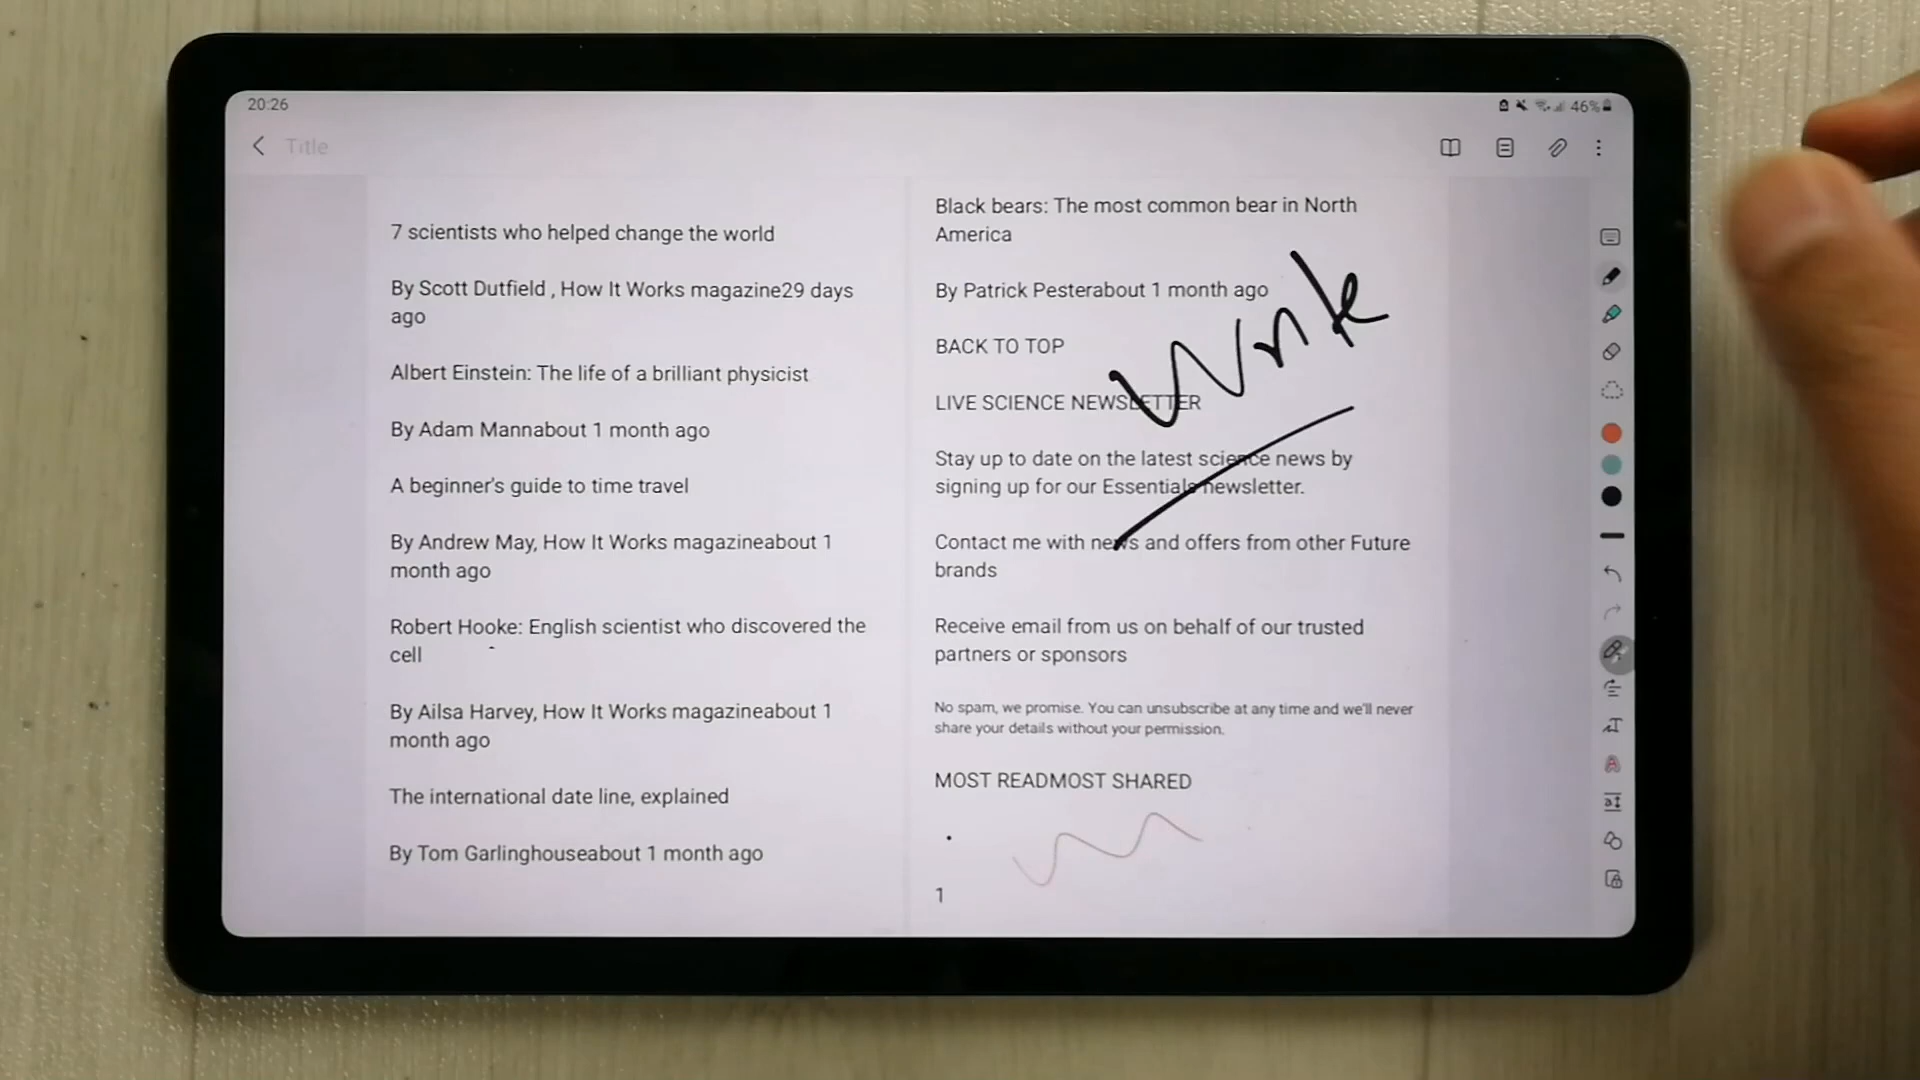 20:26
46%
Title
7 scientists who helped change the world
By Scott Dutfield , How It Works magazine29 days
ago
Albert Einstein: The life of a brilliant physicist
By Adam Mannabout 1 month ago
A beginner's guide to time travel
By Andrew May, How It Works magazineabout 1
month ago
Robert Hooke: English scientist who discovered the
cell
By Ailsa Harvey, How It Works magazineabout 1
month ago
The international date line, explained
By Tom Garlinghouseabout 1 month ago
Black bears: The most common bear in North
America
By Patrick Pesterabout 1 month ago
Write
BACK TO TOP
LIVE SCIENCE NEWSLETTER
Stay up to date on the latest science news by
signing up for our Essentials newsletter.
Contact me with news and offers from other Future
brands
Receive email from us on behalf of our trusted
partners or sponsors
No spam, we promise. You can unsubscribe at any time and we'll never
share your details without your permission.
MOST READMOST SHARED
•
1